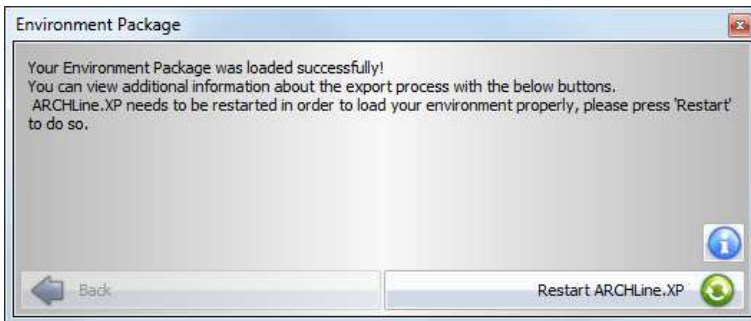 Environment Package
Your Environment Package was loaded successfully!
You can view additional information about the export process with the below buttons.
ARCHLine.XP needs to be restarted in order to load your environment properly, please press 'Restart'
to do so.
Back
Restart ARCHLine.XP